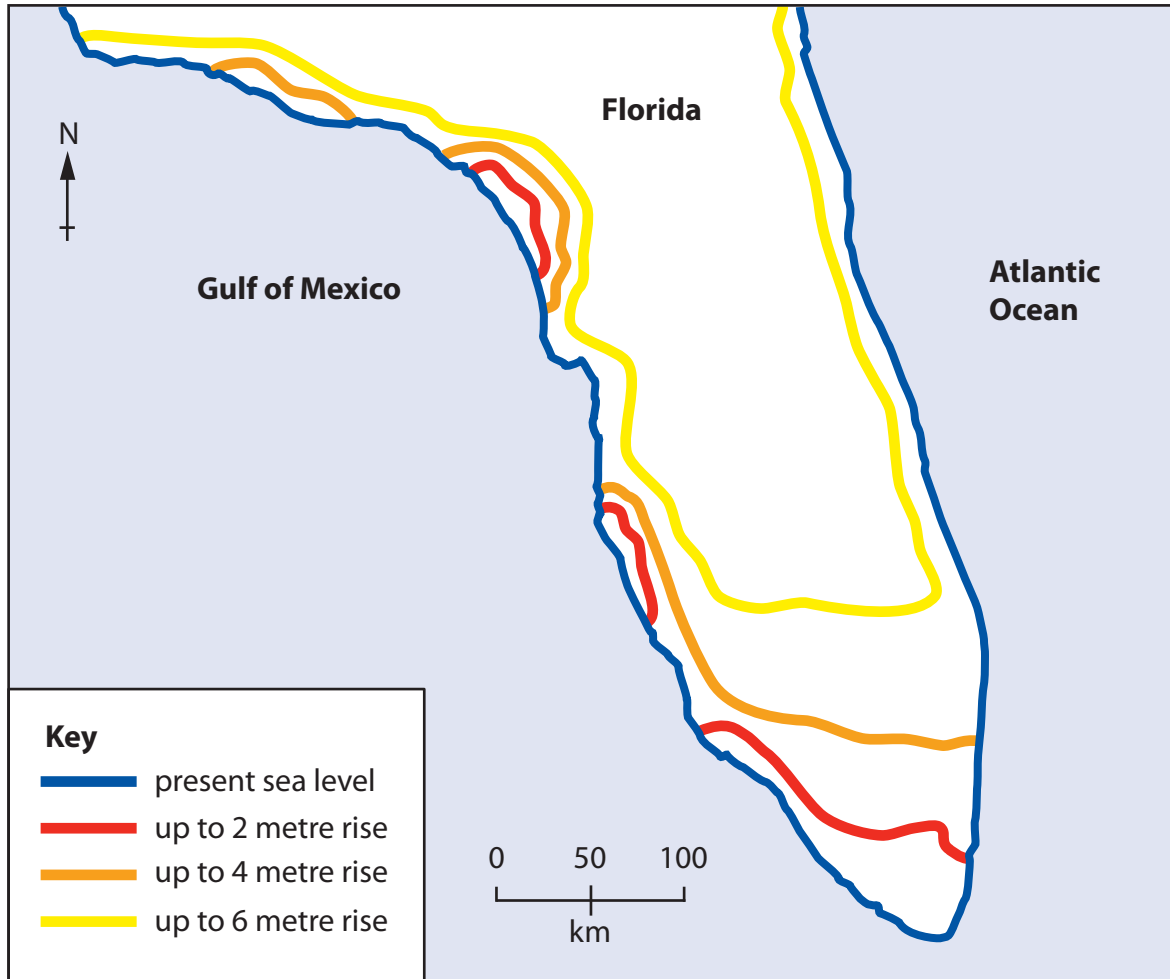 Florida
N
Gulf of Mexico
Atlantic
Ocean
Key
present sea level
up to 2 metre rise
up to 4 metre rise
up to 6 metre rise
0 50 100
km